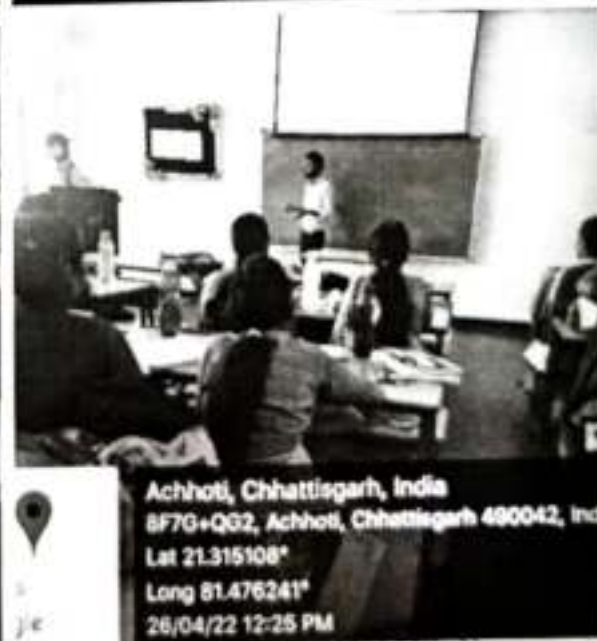 Achhoti, Chhattisgarh, India
8F7G+QG2, Achhoti, Chhattisgarh 490042, Ind
Lat 21.315108°
Long 81.476241°
26/04/22 12:25 PM